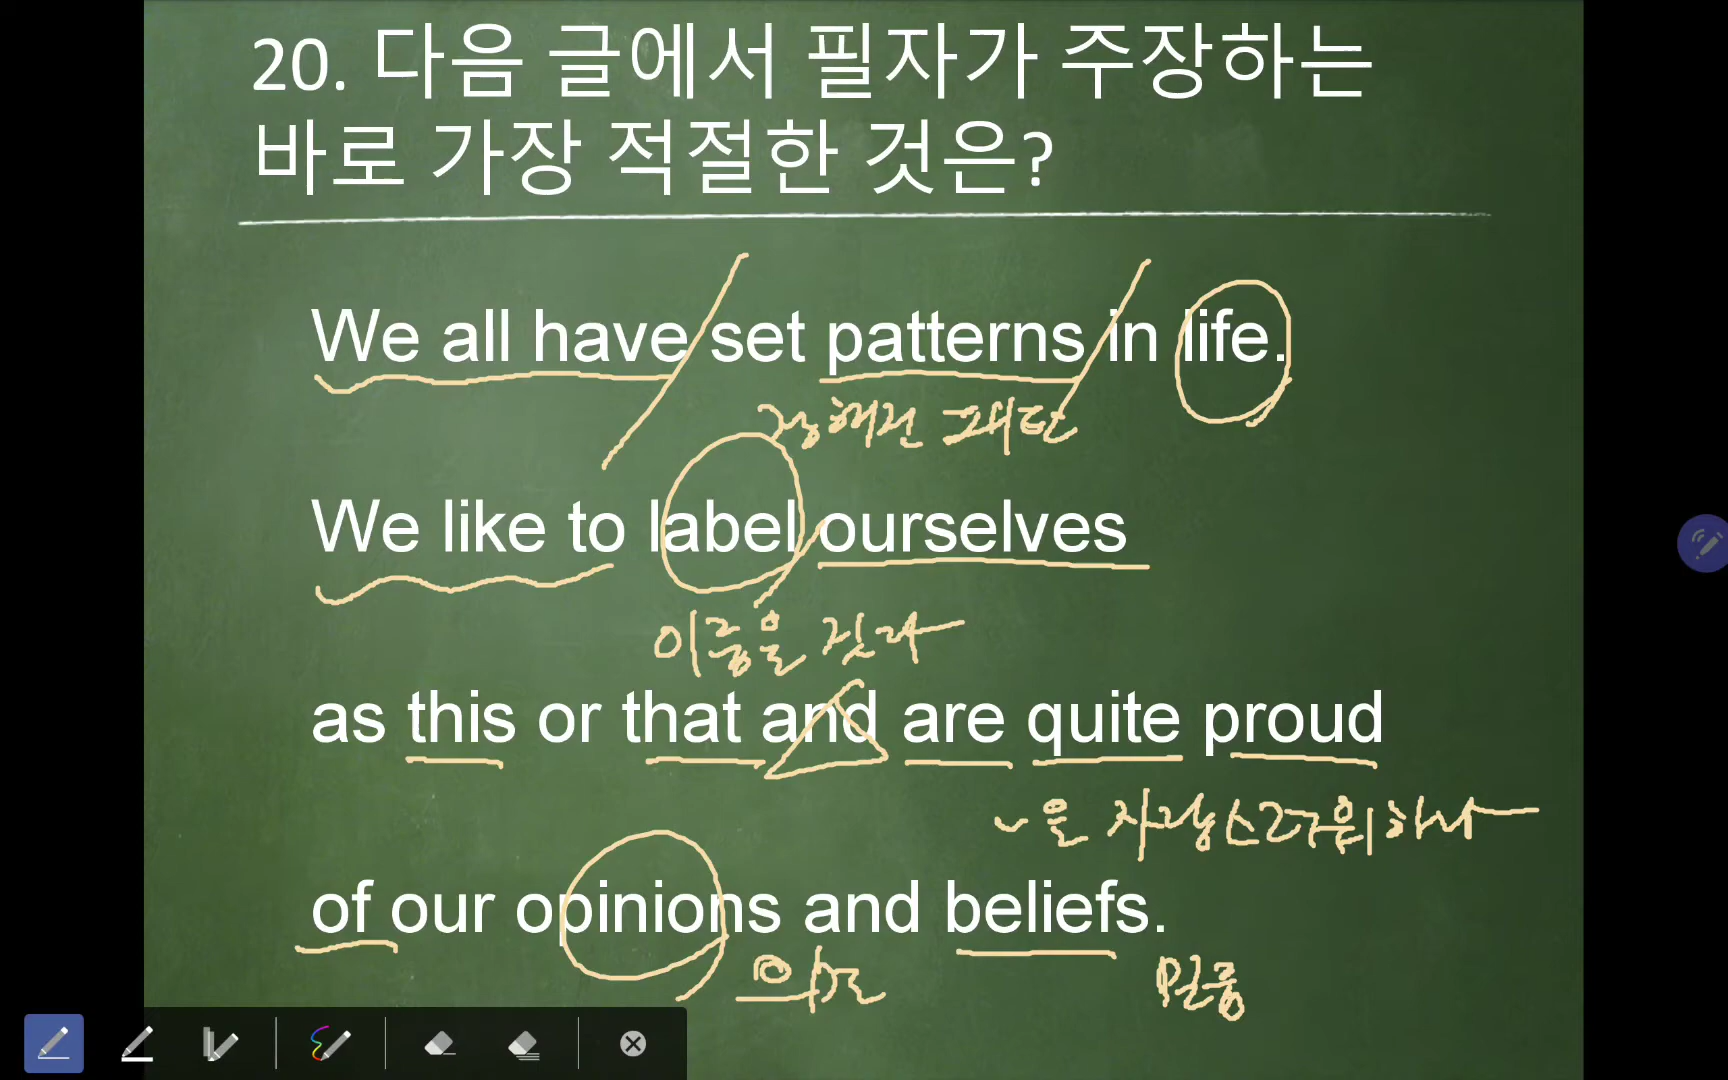 20. 다음 글에서 필자가 주장하는
바로 가장 적절한 것은?
We all have set patterns in life.
정해진 패턴
We like to label ourselves
이름을 짓다
as this or that and are quite proud
~을 자랑스러워하다
of our opinions and beliefs.
의견 믿음